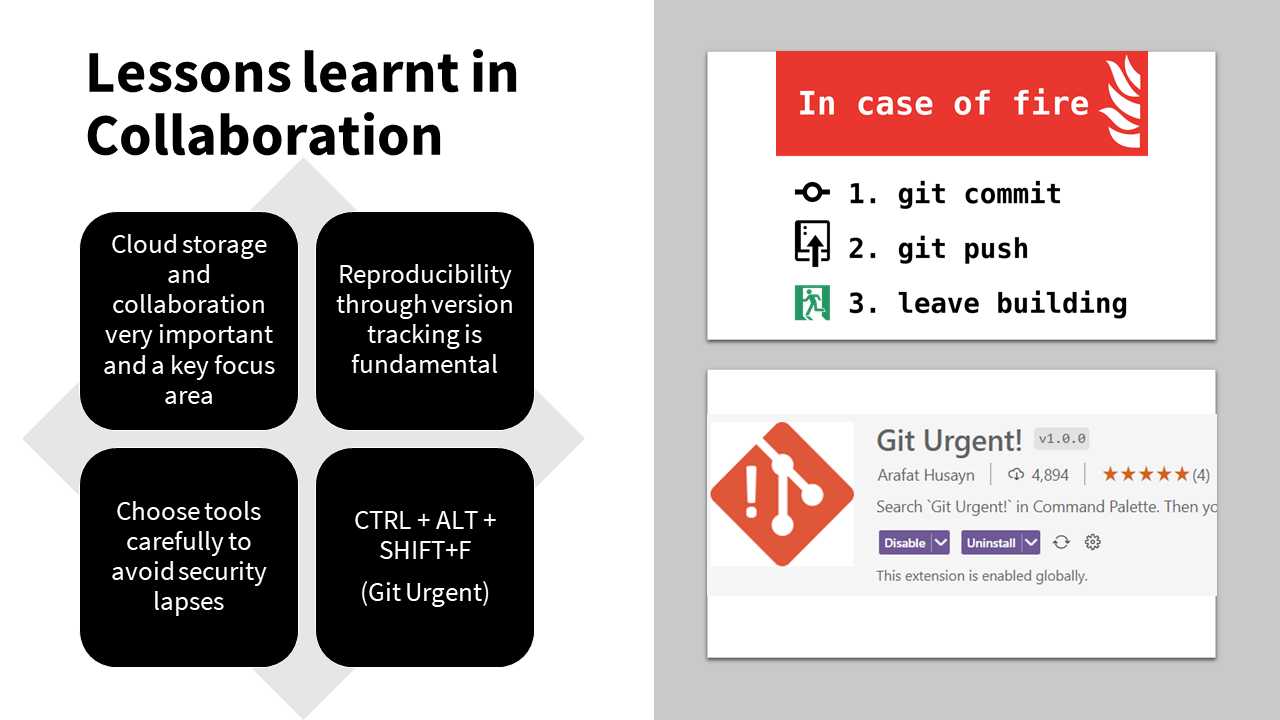 Lessons learnt in
Collaboration
Cloud storage
and
collaboration
very important
and a key focus
area
Reproducibility
through version
tracking is
fundamental
Choose tools
carefully to
avoid security
lapses
CTRL + ALT +
SHIFT+F
(Git Urgent)
In case of fire
1. git commit
2. git push
3. leave building
Git Urgent! v1.0.0
Arafat Husayn 4,894 ★★★★★(4)
Search `Git Urgent!` in Command Palette. Then yo
Disable Uninstall
This extension is enabled globally.